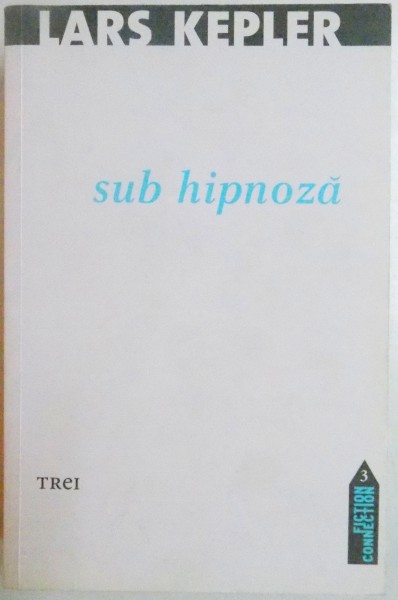 LARS KEPLER
sub hipnoză
TREI
3
FICTION
CONNECTION